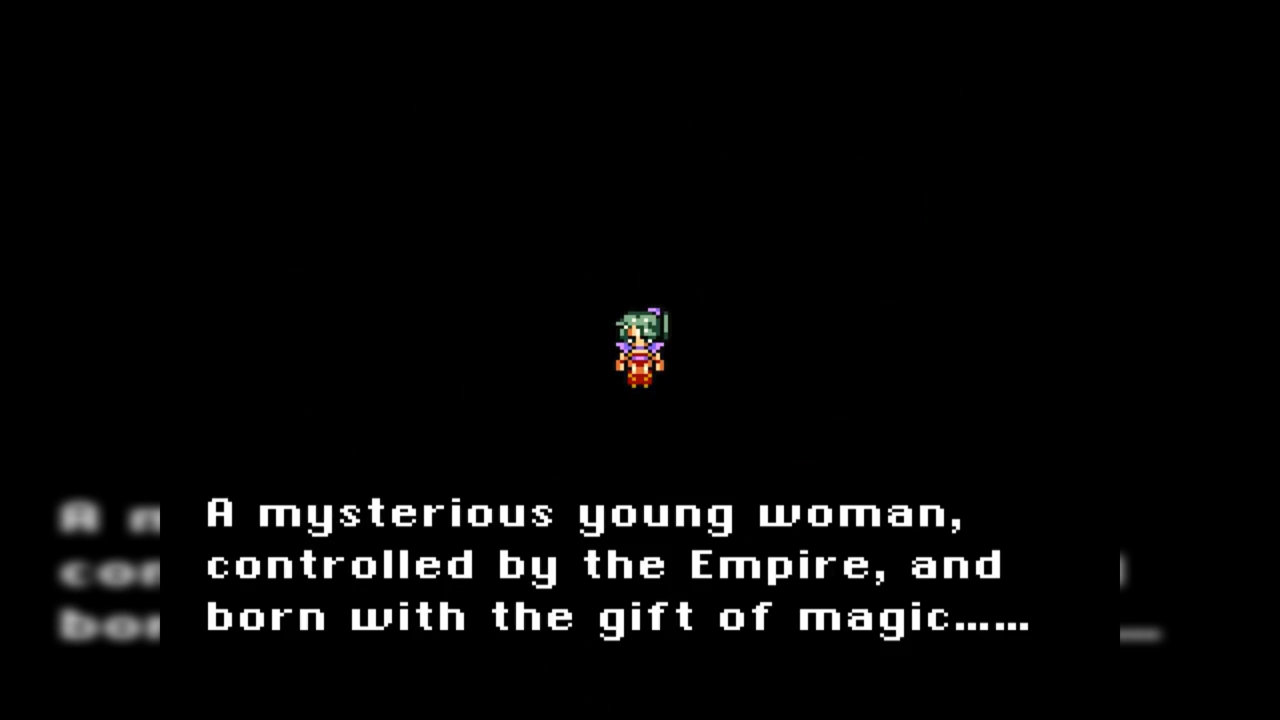 A mysterious young woman,
controlled by the Empire, and
born with the gift of magic……